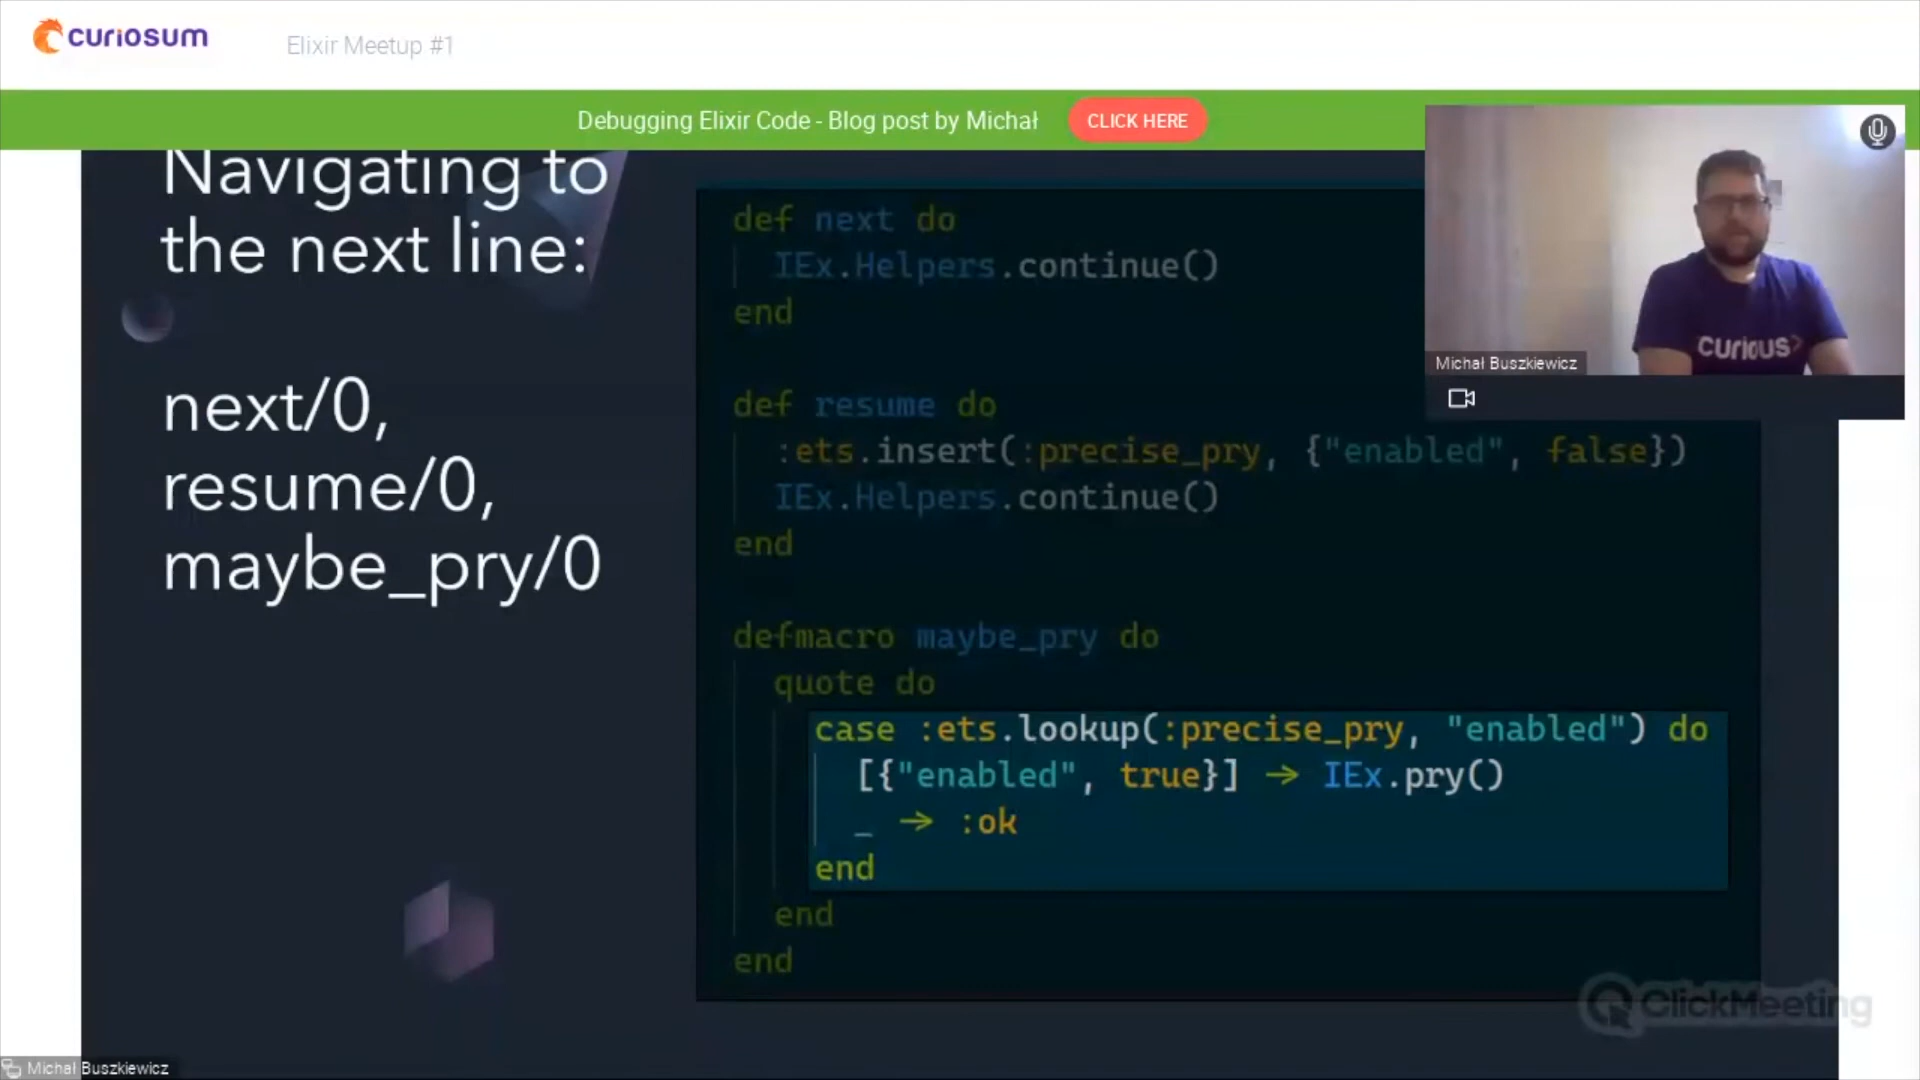 curiosum
Elixir Meetup #1
Debugging Elixir Code - Blog post by Michał
CLICK HERE
Navigating to
the next line:
next/0,
resume/0,
maybe_pry/0
def next do
IEx.Helpers.continue()
end
def resume do
:ets.insert(:precise_pry, {"enabled", false})
IEx.Helpers.continue()
end
defmacro maybe_pry do
quote do
case :ets.lookup(:precise_pry, "enabled") do
[{"enabled", true}] → IEx.pry()
_ → :ok
end
end
end
curious>
Michał Buszkiewicz
ClickMeeting
Michał Buszkiewicz